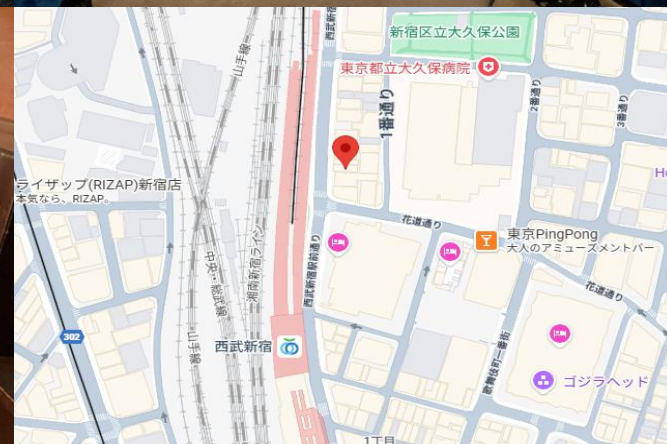 西武新
新宿区立大久保公園
山手線
東京都立大久保病院
1番通り
2番通り
3番通り
ライザップ(RIZAP)新宿店
本気なら、RIZAP。
花道通り
東京PingPong
大人のアミューズメントバー
湘南新宿ライン
中央・総武線
西武新宿駅前通り
花道通り
302
山手線
西武新宿
歌舞伎町一番街
ゴジラヘッド
1丁目